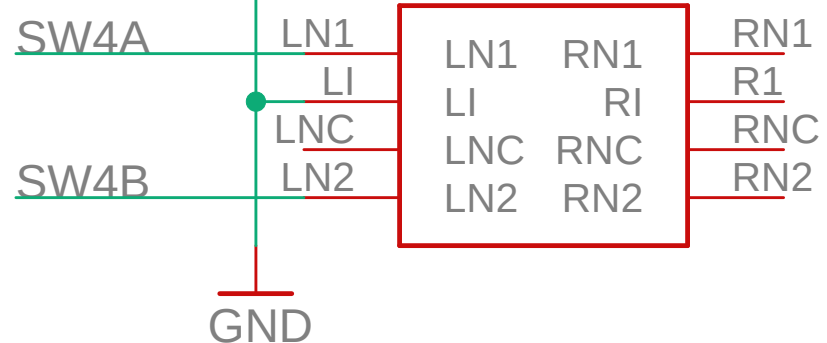 SW4A LN1 LN1 RN1 RN1
LI LI RI R1
LNC LNC RNC RNC
SW4B LN2 LN2 RN2 RN2
GND